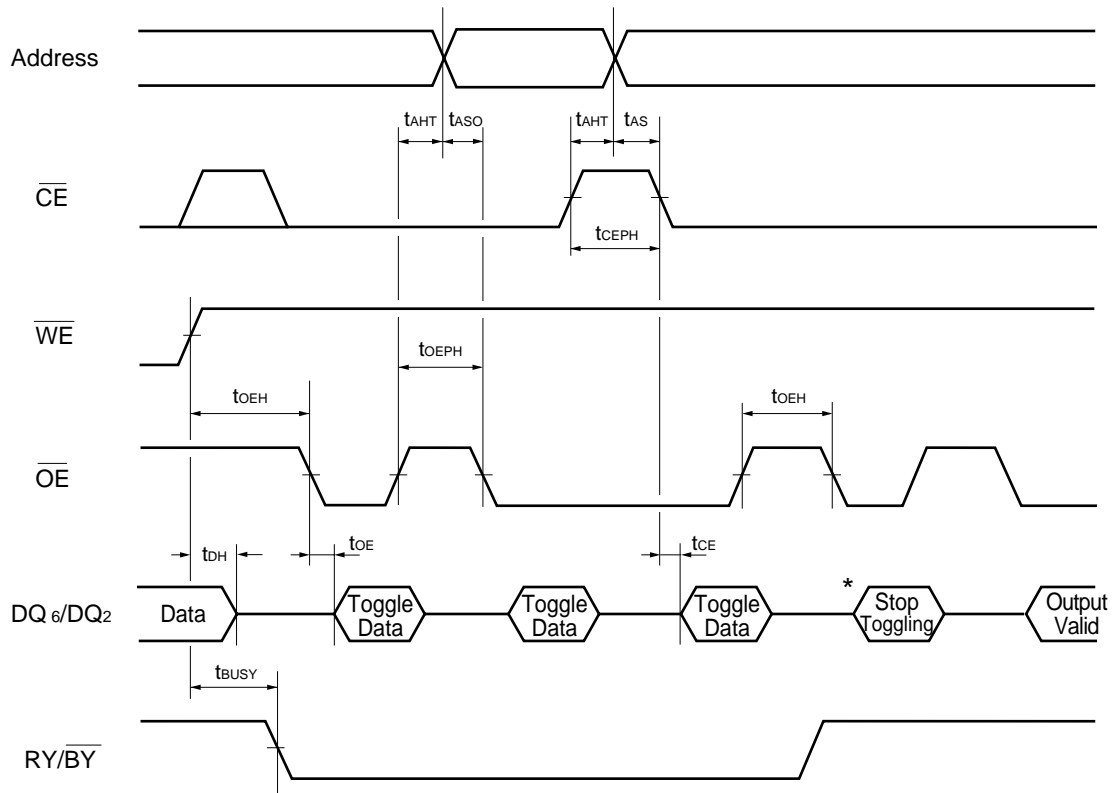 Address
tAHT tASO tAHT tAS
CE
tCEPH
WE
tOEPH
tOEH tOEH
OE
tDH tOE tCE
*
DQ6/DQ2 Data Toggle Data Toggle Data Toggle Data Stop Toggling Output Valid
tBUSY
RY/BY